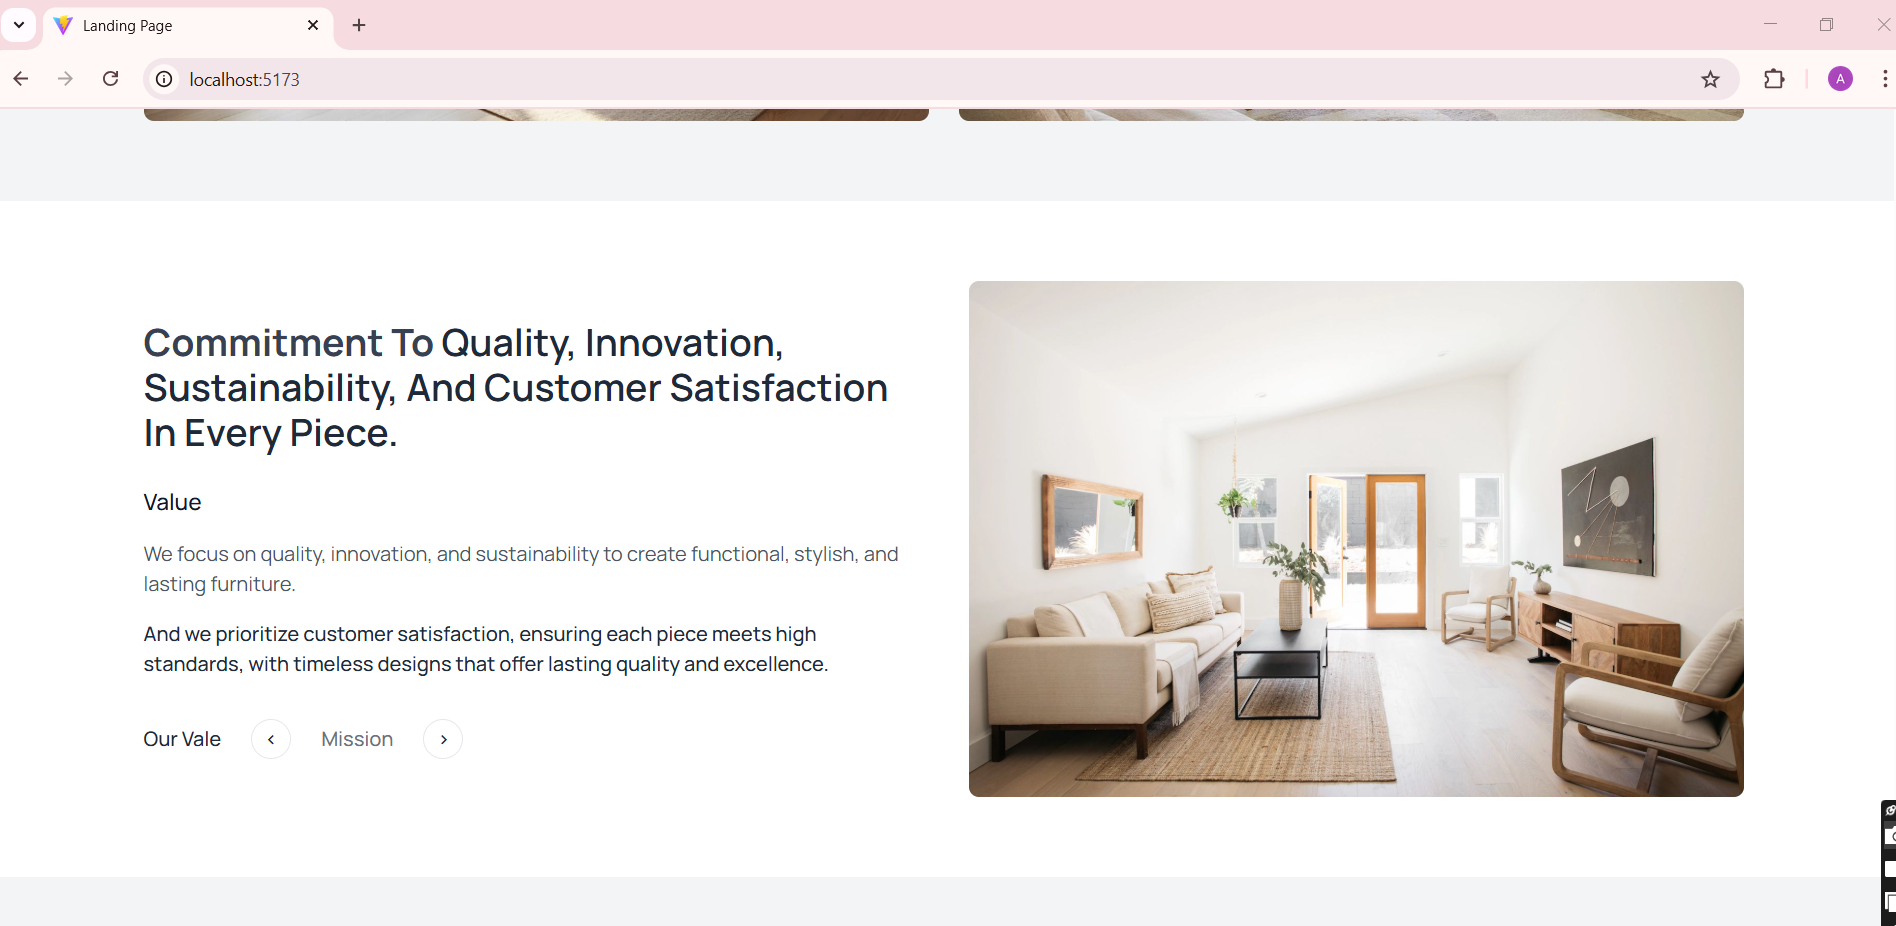 Landing Page
localhost:5173
A
Commitment To Quality, Innovation,
Sustainability, And Customer Satisfaction
In Every Piece.
Value
We focus on quality, innovation, and sustainability to create functional, stylish, and
lasting furniture.
And we prioritize customer satisfaction, ensuring each piece meets high
standards, with timeless designs that offer lasting quality and excellence.
Our Vale
Mission